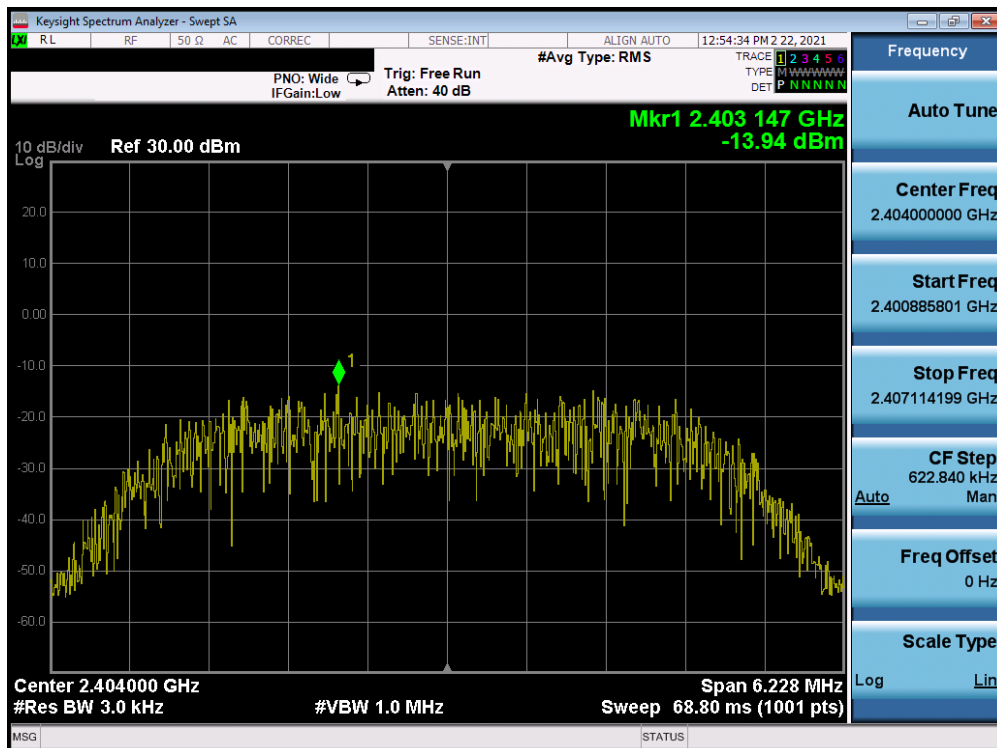 Keysight Spectrum Analyzer - Swept SA
LXI RL RF 50 Ω AC CORREC SENSE:INT ALIGN AUTO 12:54:34 PM 2 22, 2021
PNO: Wide
IFGain:Low
Trig: Free Run
Atten: 40 dB
#Avg Type: RMS
TRACE 1 2 3 4 5 6
TYPE M WWWWW
DET P N N N N N
Mkr1 2.403 147 GHz
-13.94 dBm
10 dB/div
Log
Ref 30.00 dBm
20.0
10.0
0.00
-10.0
-20.0
-30.0
-40.0
-50.0
-60.0
1
Center 2.404000 GHz
Span 6.228 MHz
#Res BW 3.0 kHz
#VBW 1.0 MHz
Sweep 68.80 ms (1001 pts)
MSG
STATUS
Frequency
Auto Tune
Center Freq
2.404000000 GHz
Start Freq
2.400885801 GHz
Stop Freq
2.407114199 GHz
CF Step
622.840 kHz
Auto Man
Freq Offset
0 Hz
Scale Type
Log Lin